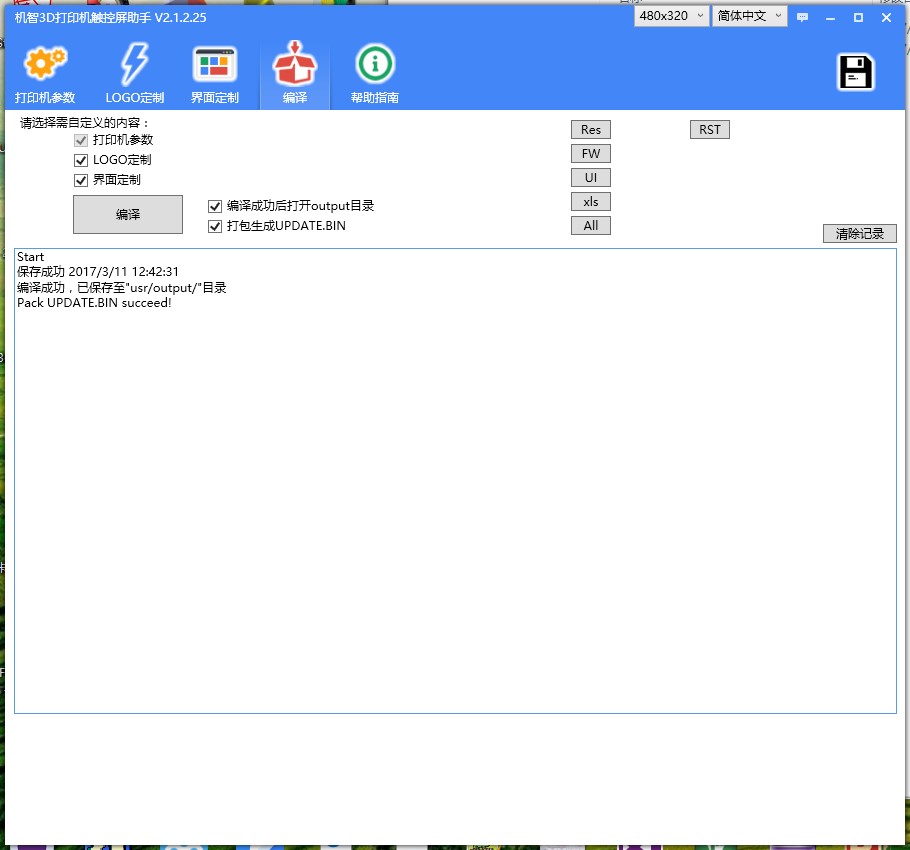 机智3D打印机触控屏助手 V2.1.2.25
480x320
简体中文
打印机参数
LOGO定制
界面定制
编译
帮助指南
请选择需自定义的内容：
打印机参数
LOGO定制
界面定制
编译
编译成功后打开output目录
打包生成UPDATE.BIN
Res
FW
UI
xls
All
RST
清除记录
Start
保存成功 2017/3/11 12:42:31
编译成功，已保存至"usr/output/"目录
Pack UPDATE.BIN succeed!